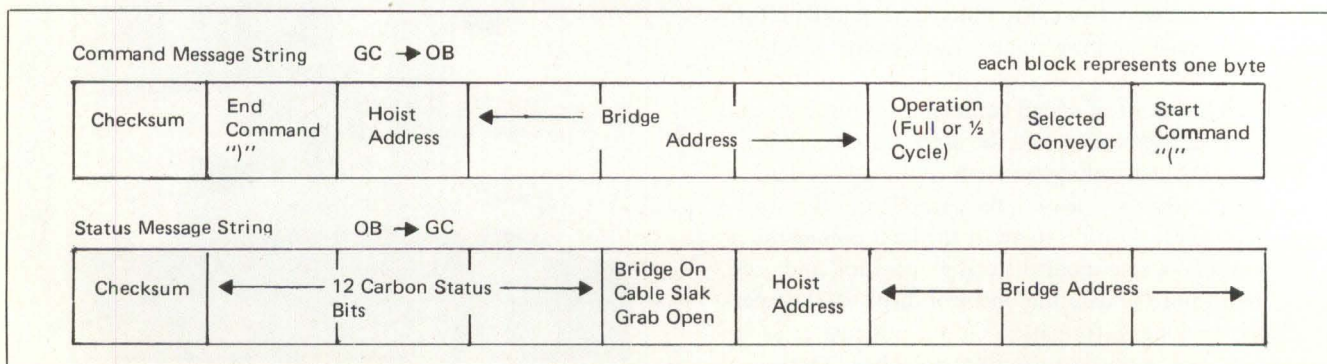 Command Message String GC → OB
each block represents one byte
Checksum
End
Command
")"
Hoist
Address
← Bridge
Address →
Operation
(Full or ½
Cycle)
Selected
Conveyor
Start
Command
"("
Status Message String OB → GC
Checksum
← 12 Carbon Status →
Bits
Bridge On
Cable Slak
Grab Open
Hoist
Address
← Bridge Address →